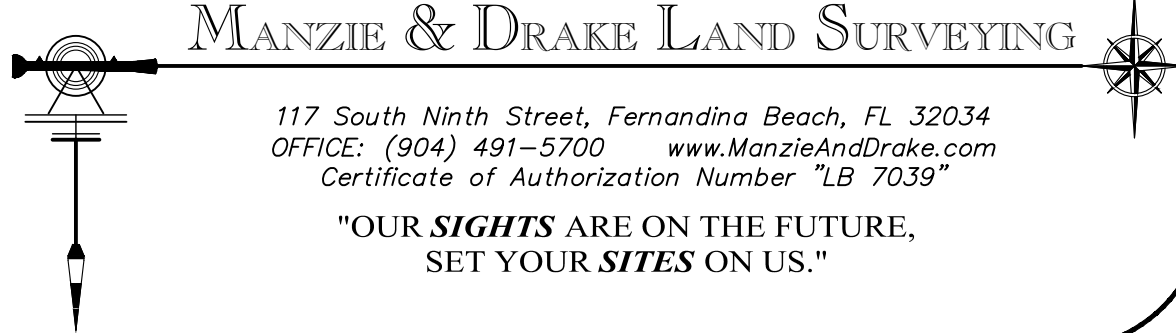 MANZIE & DRAKE LAND SURVEYING
117 South Ninth Street, Fernandina Beach, FL 32034
OFFICE: (904) 491-5700 www.ManzieAndDrake.com
Certificate of Authorization Number "LB 7039"
"OUR SIGHTS ARE ON THE FUTURE,
SET YOUR SITES ON US."